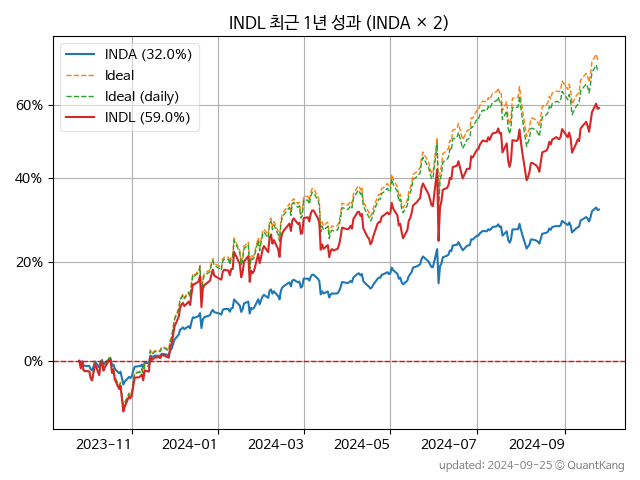 INDL 최근 1년 성과 (INDA × 2)
INDA (32.0%)
Ideal
Ideal (daily)
INDL (59.0%)
60%
40%
20%
0%
2023-11
2024-01
2024-03
2024-05
2024-07
2024-09
updated: 2024-09-25 © QuantKang